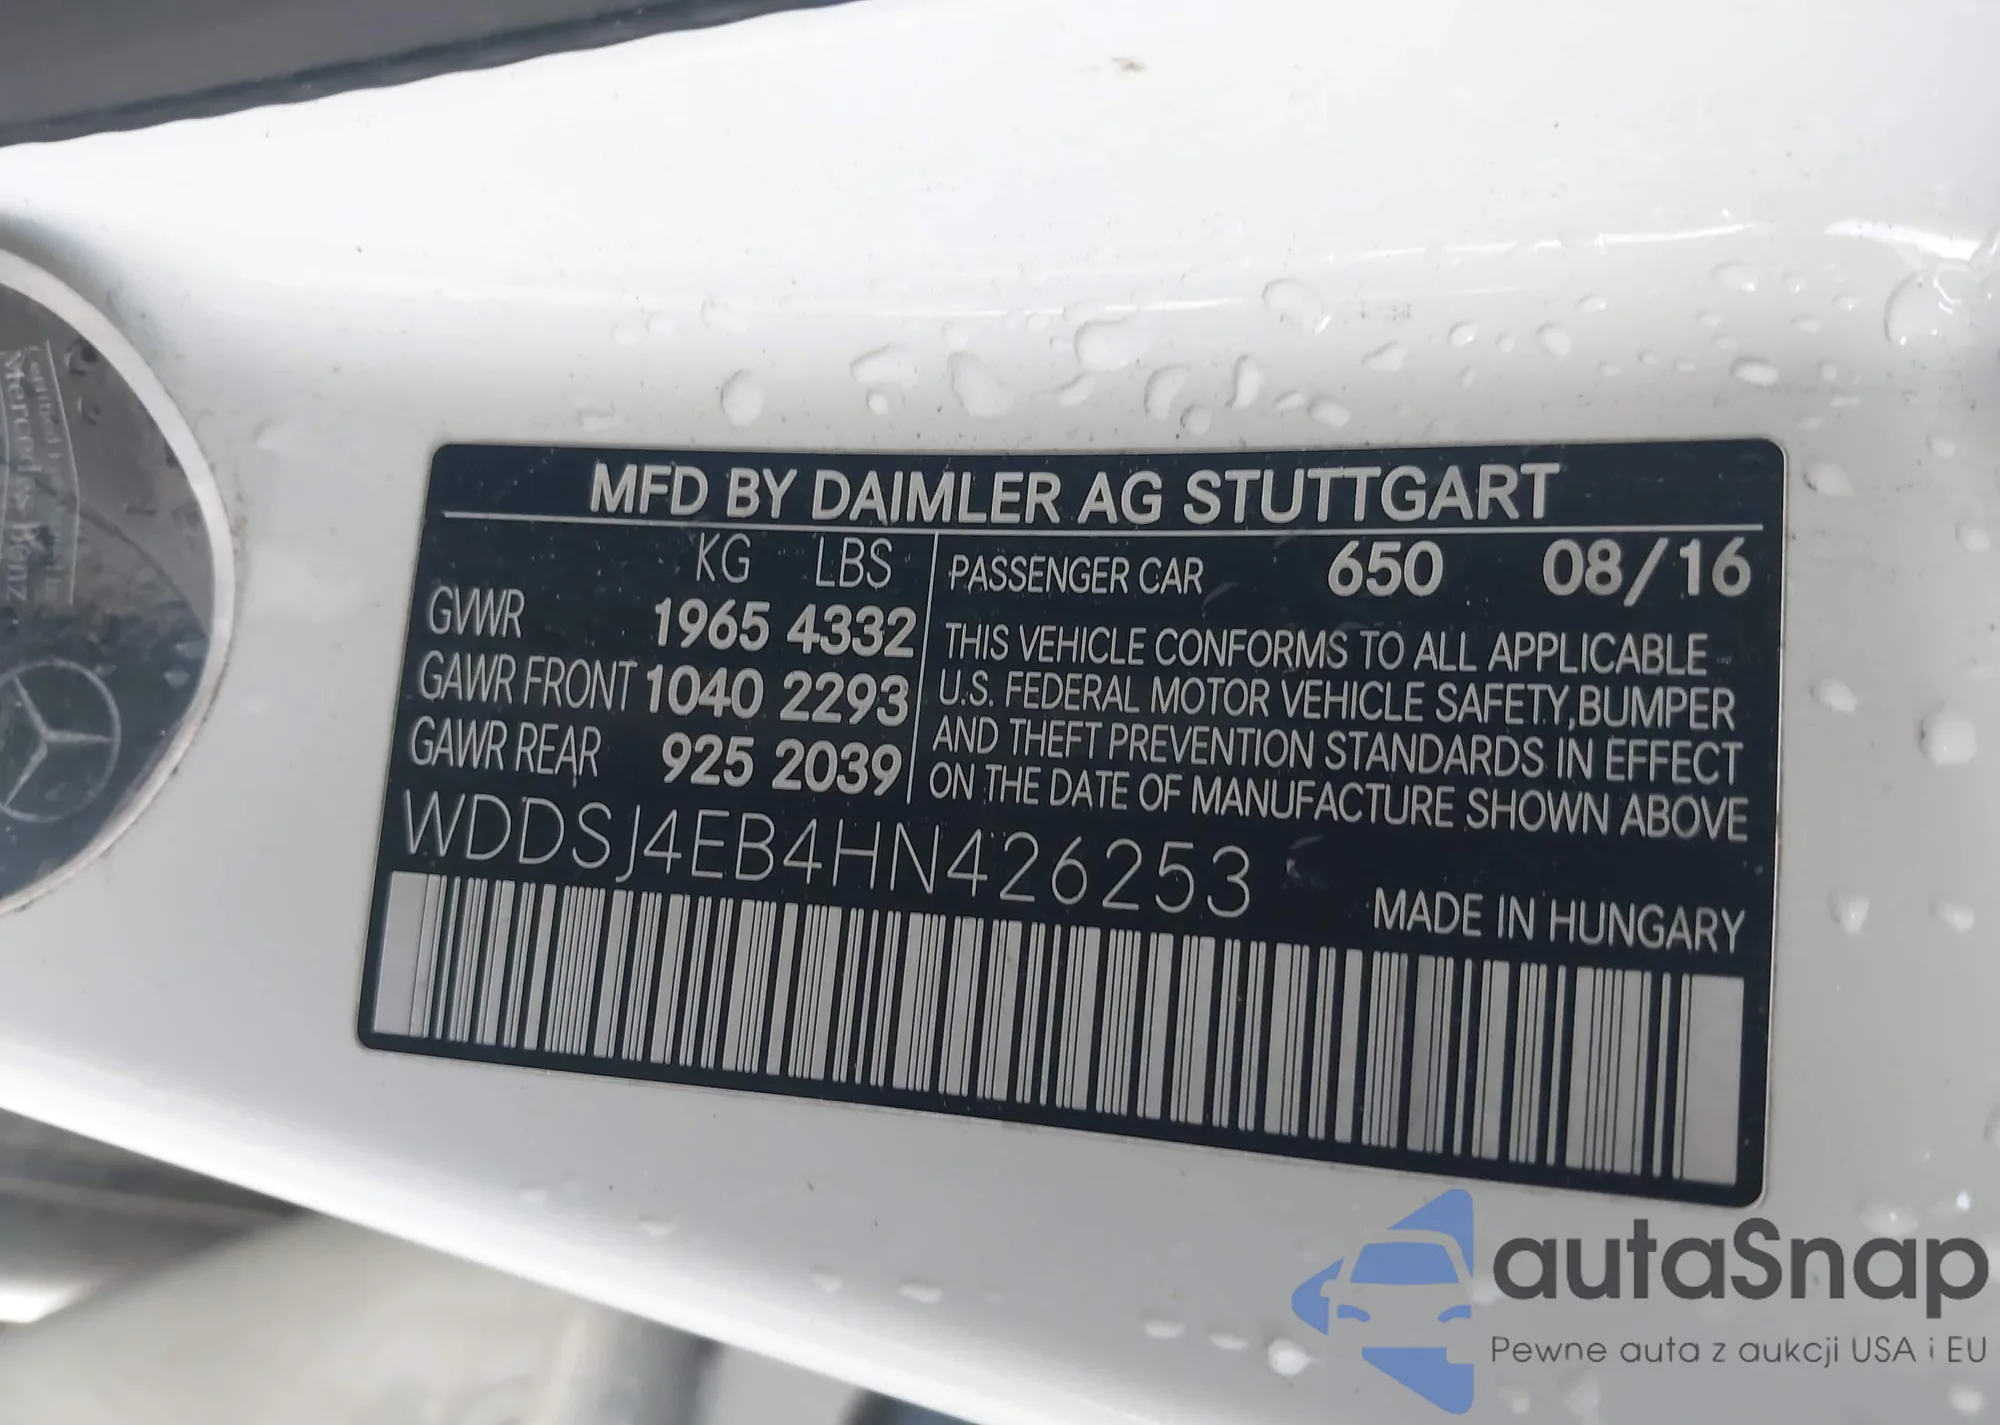 MFD BY DAIMLER AG STUTTGART
KG LBS
GVWR 1965 4332
GAWR FRONT 1040 2293
GAWR REAR 925 2039
PASSENGER CAR 650 08/16
THIS VEHICLE CONFORMS TO ALL APPLICABLE
U.S. FEDERAL MOTOR VEHICLE SAFETY,BUMPER
AND THEFT PREVENTION STANDARDS IN EFFECT
ON THE DATE OF MANUFACTURE SHOWN ABOVE
WDDSJ4EB4HN426253
MADE IN HUNGARY
Mercedes-Benz
autaSnap
Pewne auta z aukcji USA i EU